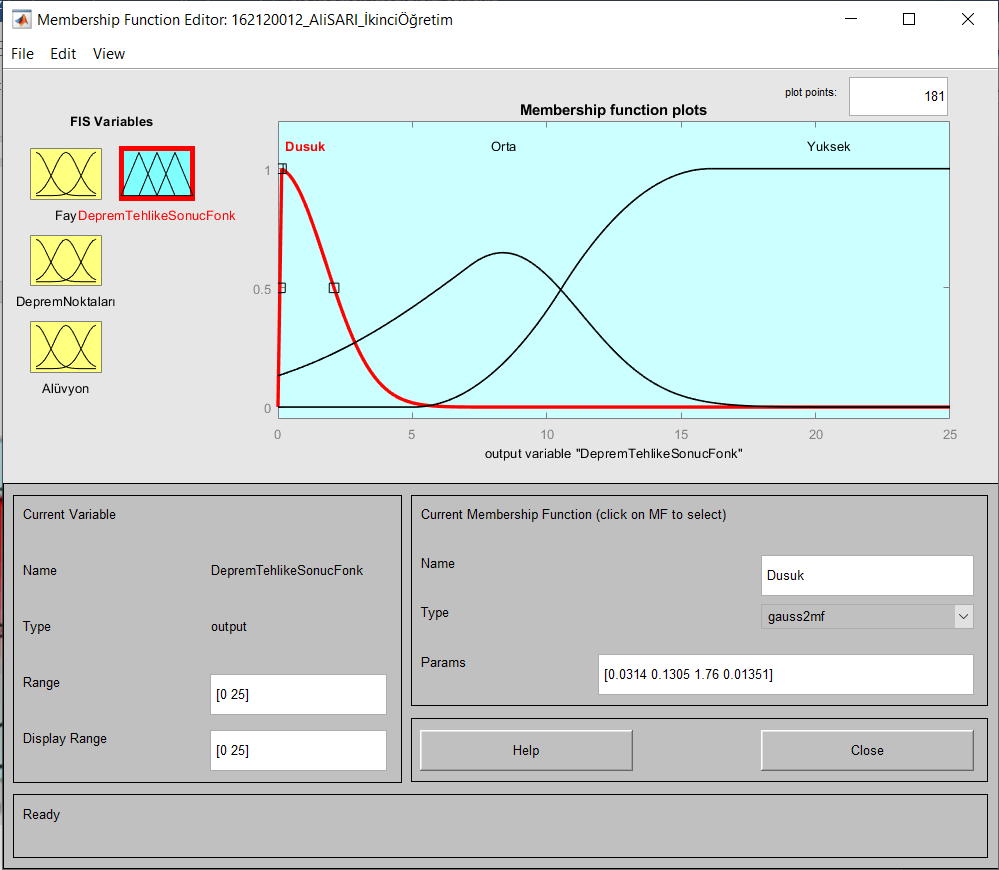 Membership Function Editor: 162120012_AliSARI_İkinciÖğretim
File Edit View
plot points: 181
FIS Variables
Membership function plots
Dusuk Orta Yuksek
1
0.5
0
0 5 10 15 20 25
output variable "DepremTehlikeSonucFonk"
Fay DepremTehlikeSonucFonk
DepremNoktaları
Alüvyon
Current Variable
Name DepremTehlikeSonucFonk
Type output
Range [0 25]
Display Range [0 25]
Current Membership Function (click on MF to select)
Name Dusuk
Type gauss2mf
Params [0.0314 0.1305 1.76 0.01351]
Help Close
Ready